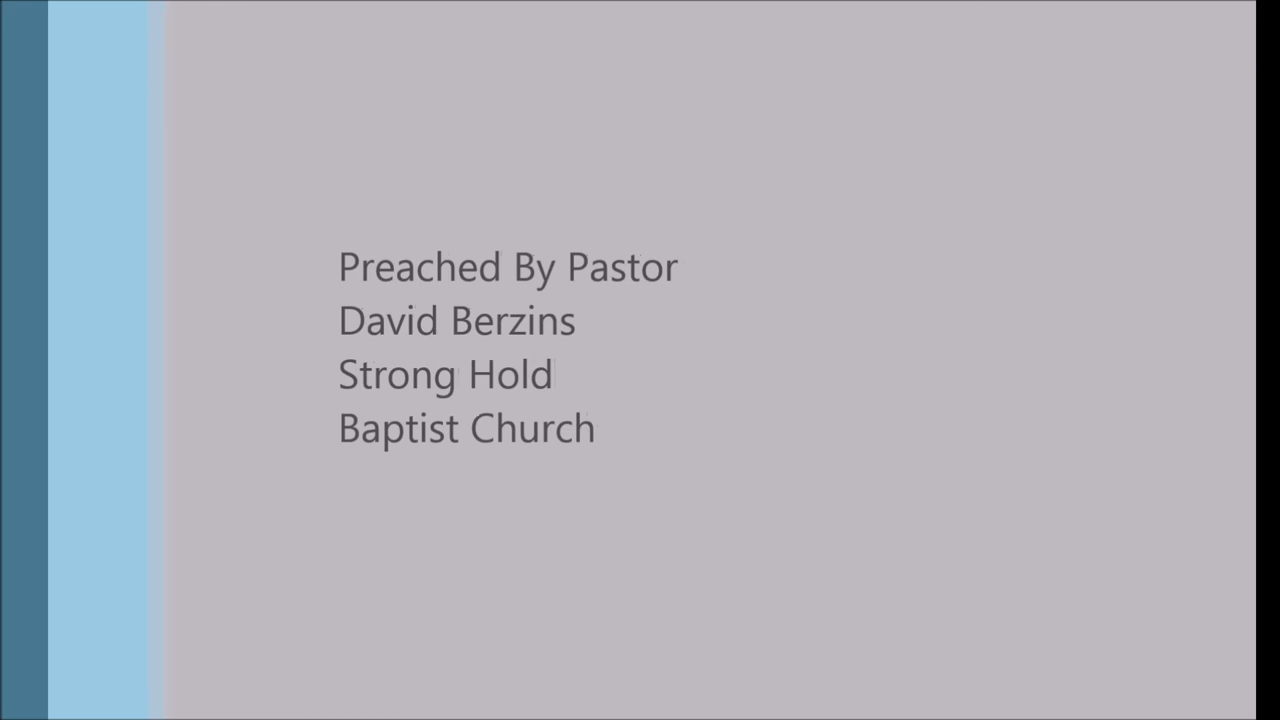 Preached By Pastor
David Berzins
Strong Hold
Baptist Church